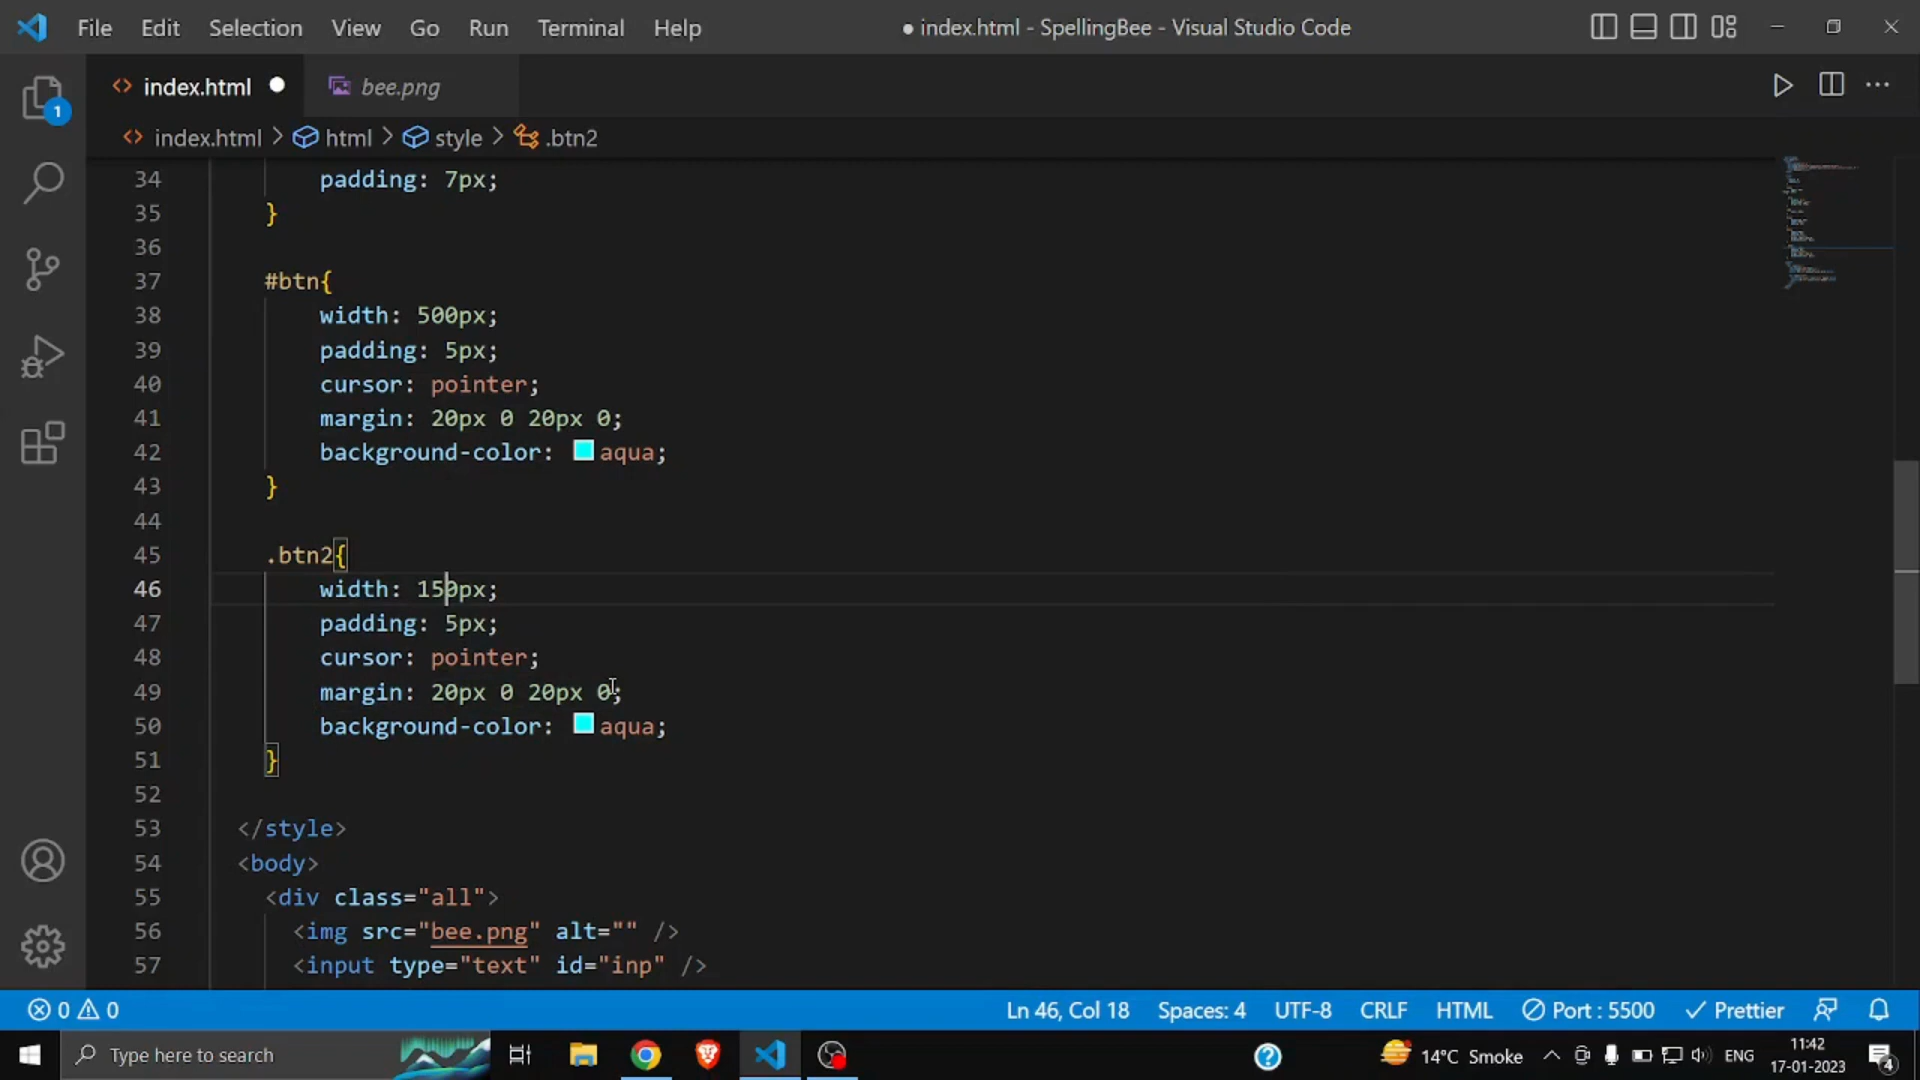 File Edit Selection View Go Run Terminal Help
● index.html - SpellingBee - Visual Studio Code
index.html
bee.png
index.html > html > style > .btn2
1
34 padding: 7px;
35 }
36
37 #btn{
38 width: 500px;
39 padding: 5px;
40 cursor: pointer;
41 margin: 20px 0 20px 0;
42 background-color: aqua;
43 }
44
45 .btn2{
46 width: 150px;
47 padding: 5px;
48 cursor: pointer;
49 margin: 20px 0 20px 0;
50 background-color: aqua;
51 }
52
53 </style>
54 <body>
55 <div class="all">
56 <img src="bee.png" alt="" />
57 <input type="text" id="inp" />
0 0 Ln 46, Col 18 Spaces: 4 UTF-8 CRLF HTML Port : 5500 Prettier
Type here to search
14°C Smoke
ENG
11:42
17-01-2023
4